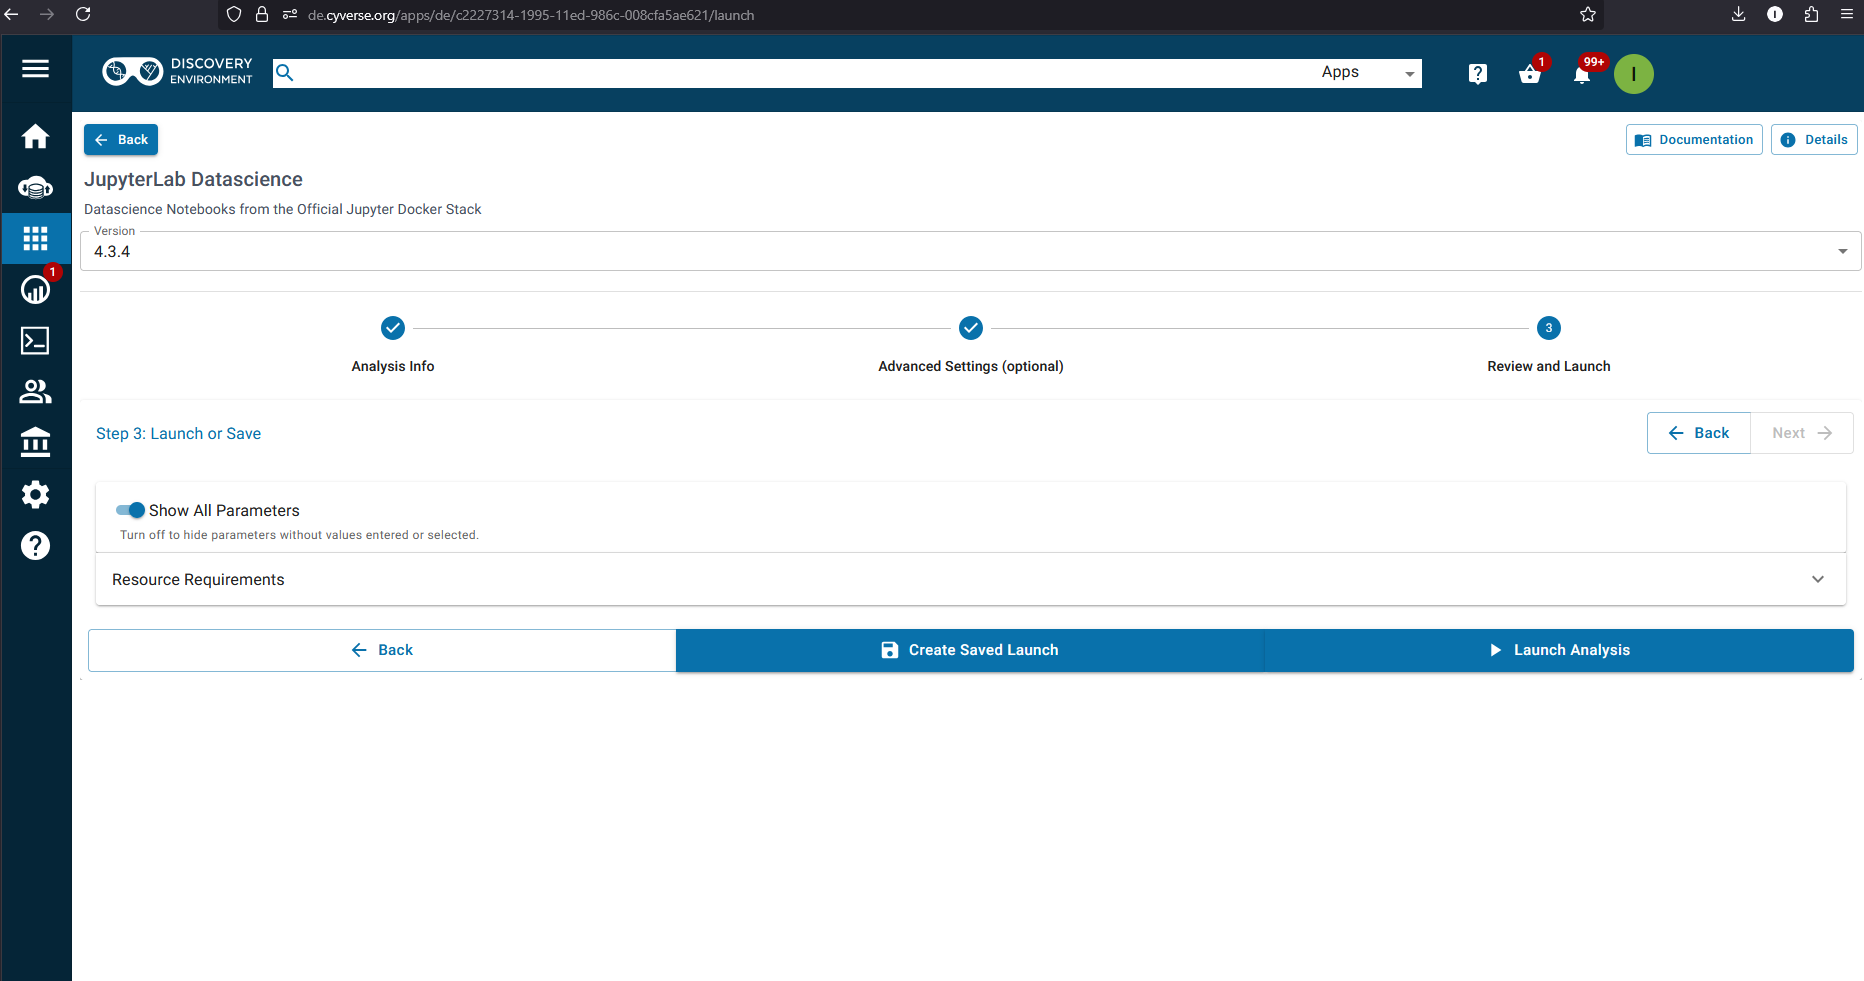 de.cyverse.org/apps/de/c2227314-1995-11ed-986c-008cfa5ae621/launch
DISCOVERY
ENVIRONMENT
Apps
1
99+
I
Back
Documentation
Details
JupyterLab Datascience
Datascience Notebooks from the Official Jupyter Docker Stack
Version
4.3.4
1
3
Analysis Info
Advanced Settings (optional)
Review and Launch
Step 3: Launch or Save
Back
Next
Show All Parameters
Turn off to hide parameters without values entered or selected.
Resource Requirements
Back
Create Saved Launch
Launch Analysis